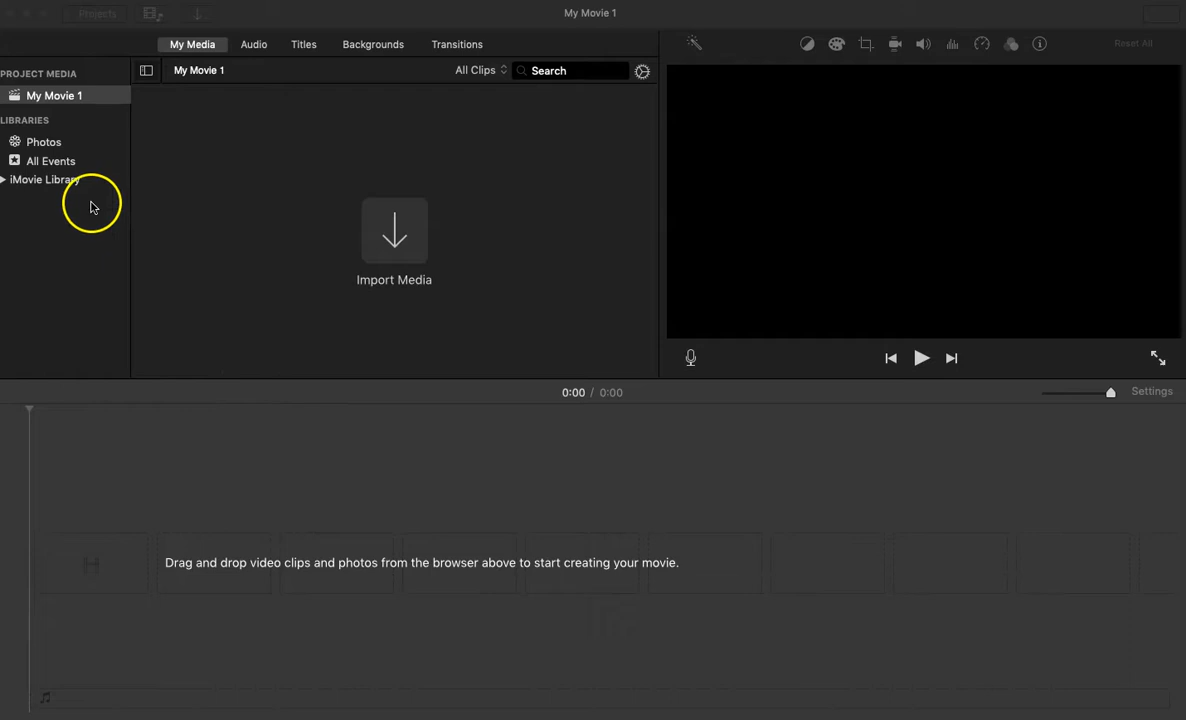 Projects
My Movie 1
My Media
Audio
Titles
Backgrounds
Transitions
Reset All
PROJECT MEDIA
My Movie 1
All Clips
Search
My Movie 1
LIBRARIES
Photos
All Events
iMovie Library
Import Media
0:00 / 0:00
Settings
Drag and drop video clips and photos from the browser above to start creating your movie.